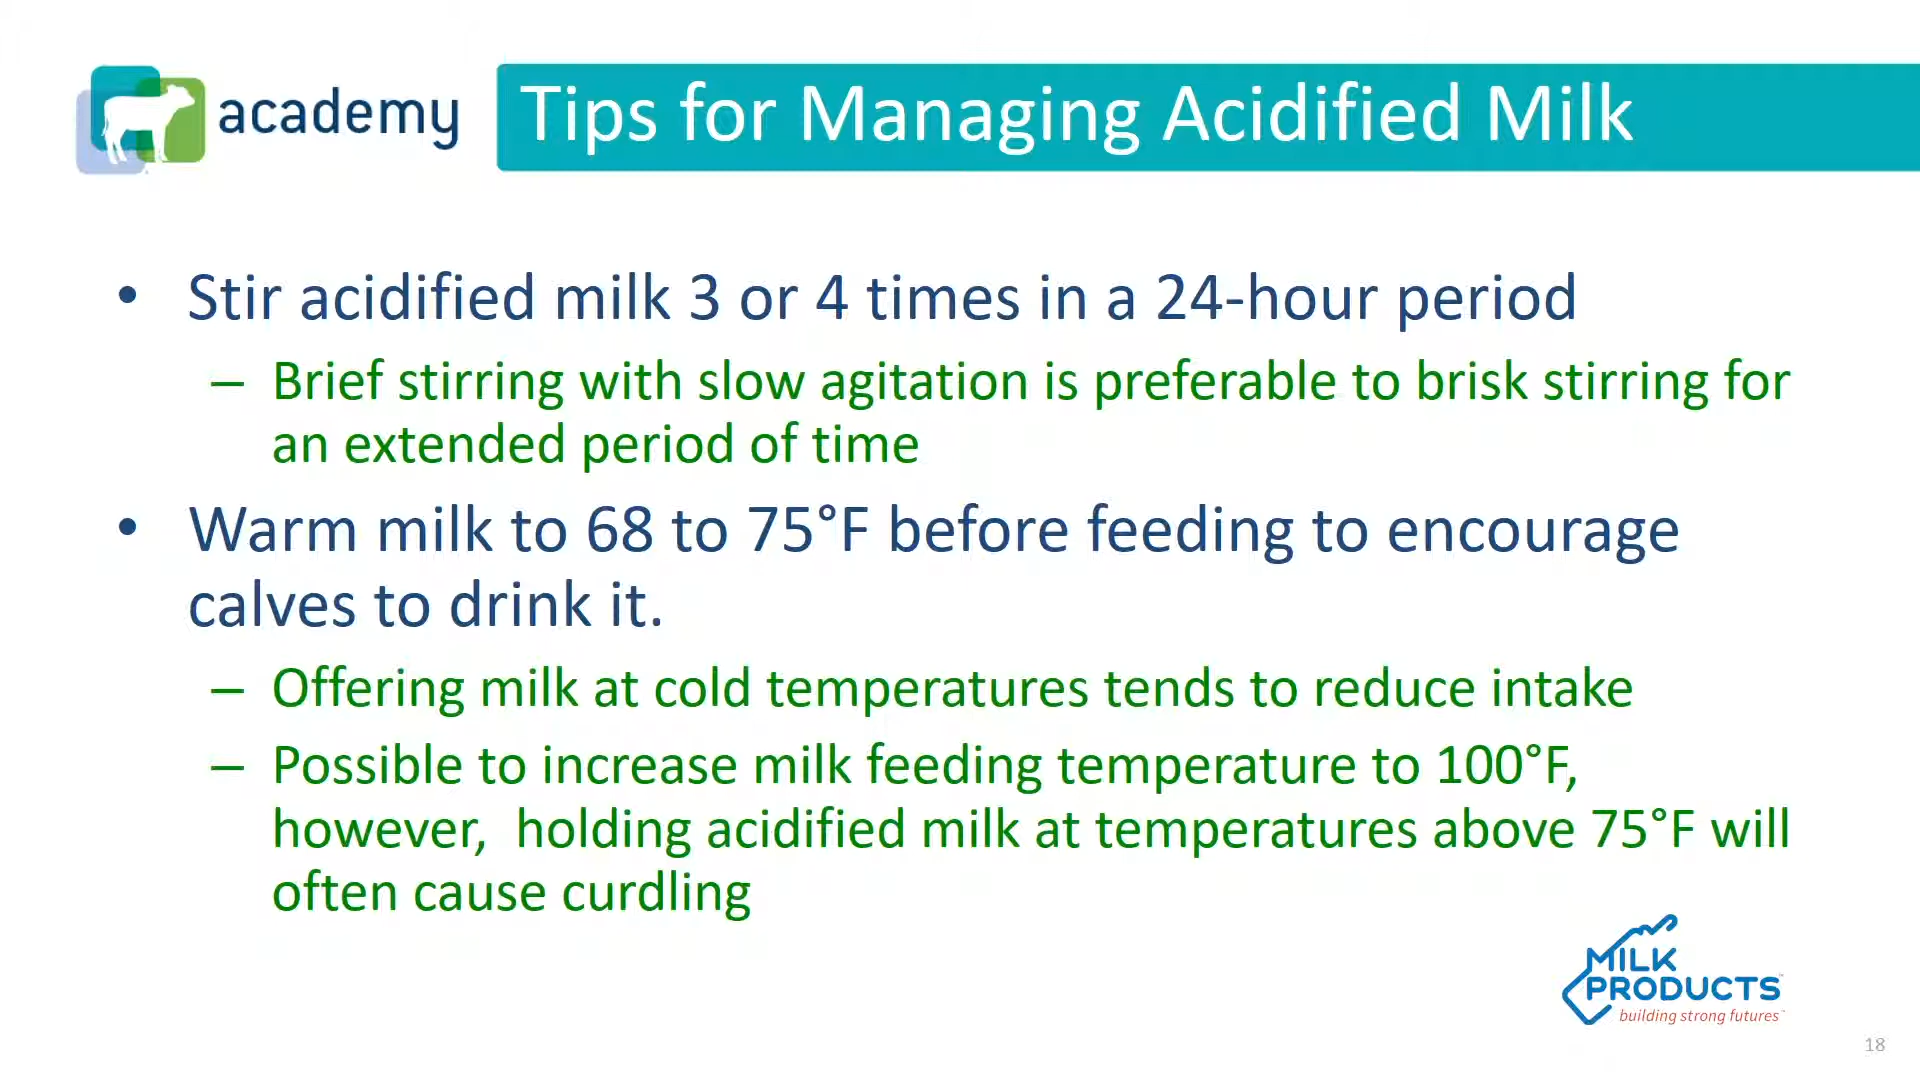 academy
Tips for Managing Acidified Milk
• Stir acidified milk 3 or 4 times in a 24-hour period
– Brief stirring with slow agitation is preferable to brisk stirring for
an extended period of time
• Warm milk to 68 to 75°F before feeding to encourage
calves to drink it.
– Offering milk at cold temperatures tends to reduce intake
– Possible to increase milk feeding temperature to 100°F,
however,  holding acidified milk at temperatures above 75°F will
often cause curdling
MILK
PRODUCTS™
building strong futures™
18